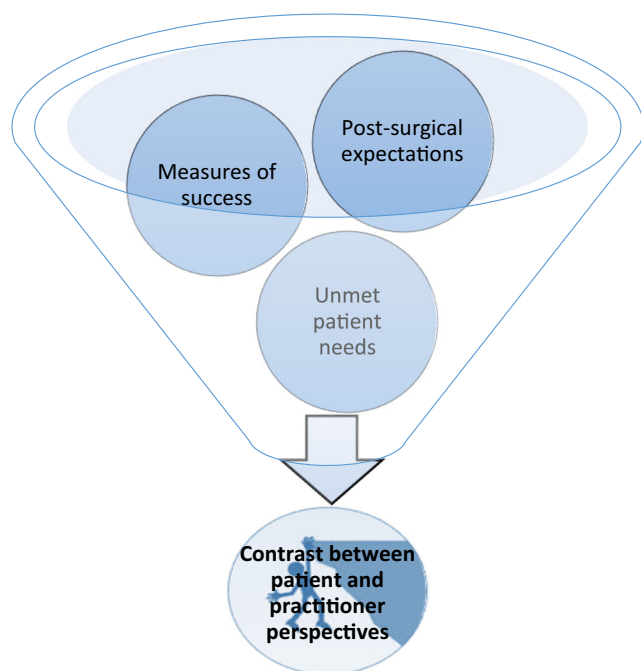 Post-surgical
expectations
Measures of
success
Unmet
patient
needs
Contrast between
patient and
practitioner
perspectives